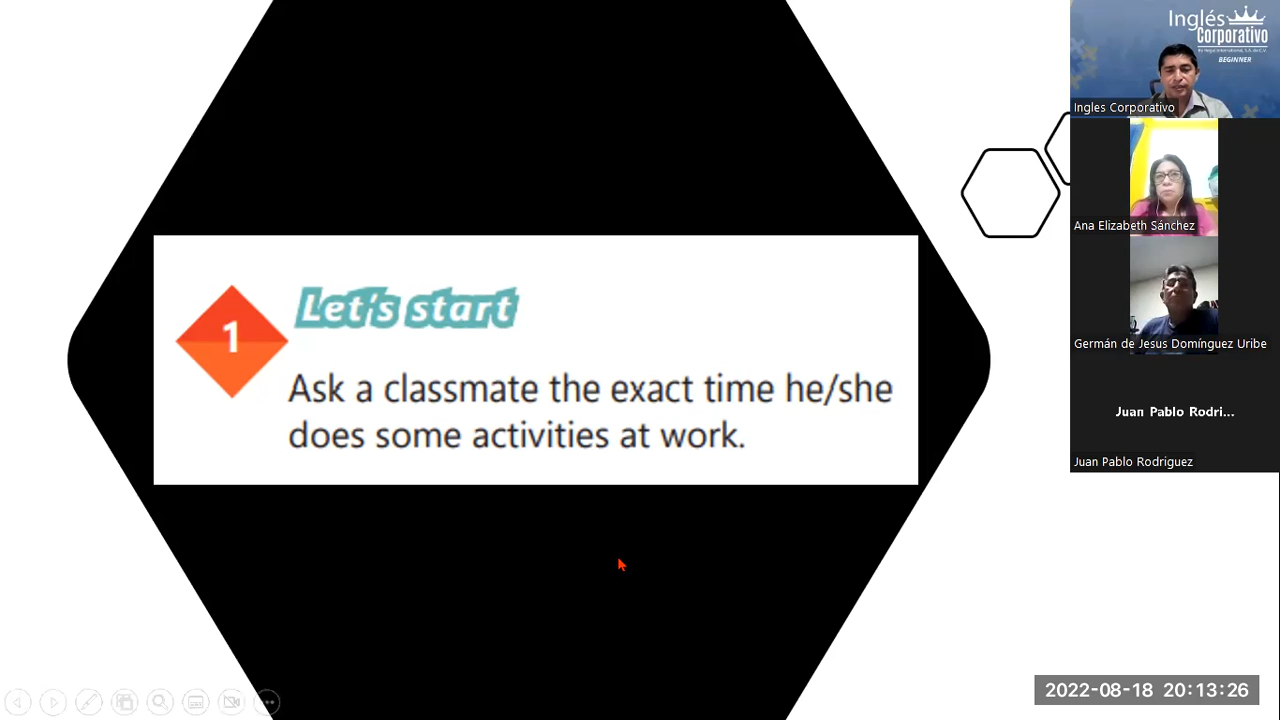 1
Let's start
Ask a classmate the exact time he/she
does some activities at work.
Inglés
Corporativo
BEGINNER
Ingles Corporativo
Ana Elizabeth Sánchez
Germán de Jesus Domínguez Uribe
Juan Pablo Rodri...
Juan Pablo Rodriguez
2022-08-18 20:13:26